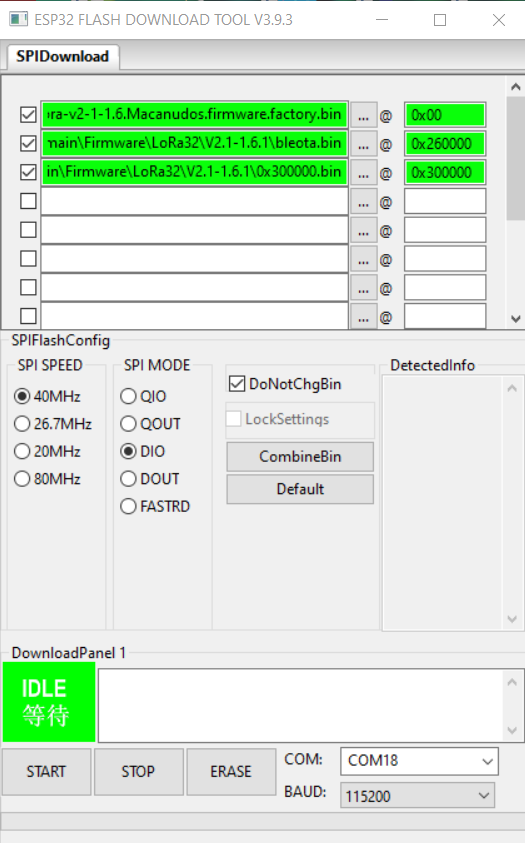 ESP32 FLASH DOWNLOAD TOOL V3.9.3
SPIDownload
ora-v2-1-1.6.Macanudos.firmware.factory.bin ... @ 0x00
main\Firmware\LoRa32\V2.1-1.6.1\bleota.bin ... @ 0x260000
in\Firmware\LoRa32\V2.1-1.6.1\0x300000.bin ... @ 0x300000
... @
... @
... @
... @
... @
SPIFlashConfig
SPI SPEED
40MHz
26.7MHz
20MHz
80MHz
SPI MODE
QIO
QOUT
DIO
DOUT
FASTRD
DoNotChgBin
LockSettings
CombineBin
Default
DetectedInfo
DownloadPanel 1
IDLE
等待
START STOP ERASE
COM: COM18
BAUD: 115200